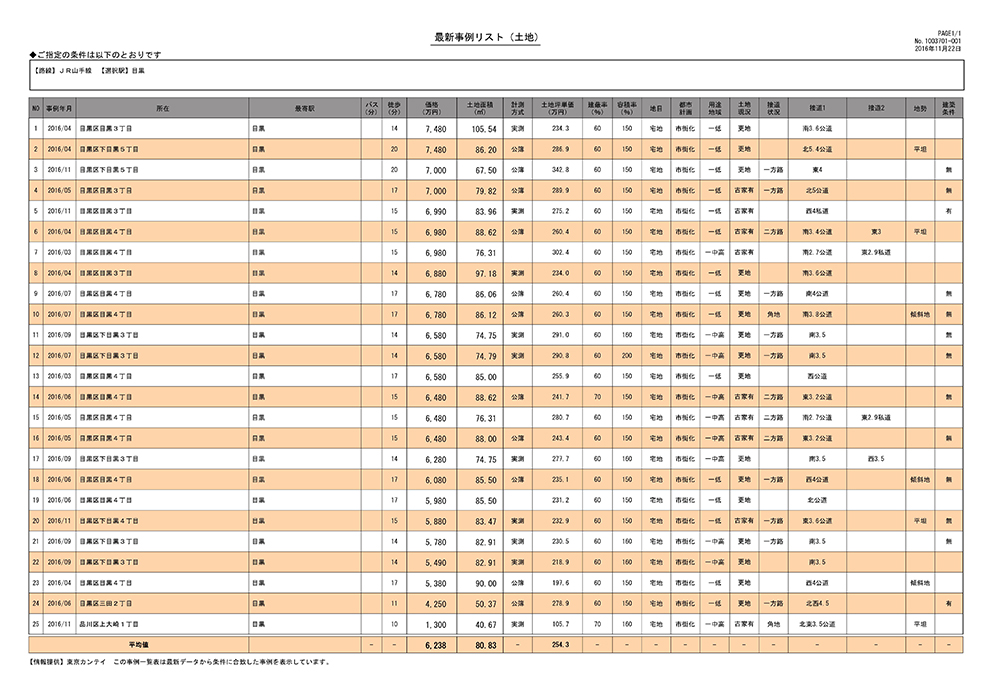 最新事例リスト（土地）
PAGE1/1
No.1003701-001
2016年11月22日
◆ご指定の条件は以下のとおりです
【路線】ＪＲ山手線　【選択駅】目黒
NO 事例年月 所在 最寄駅 バス（分） 徒歩（分） 価格（万円） 土地面積（㎡） 計測方式 土地坪単価（万円） 建蔽率（%） 容積率（%） 地目 都市計画 用途地域 土地現況 接道状況 接道1 接道2 地勢 建築条件
1 2016/04 目黒区目黒３丁目 目黒 14 7,480 105.54 実測 234.3 60 150 宅地 市街化 一低 更地 南3.6公道
2 2016/04 目黒区下目黒５丁目 目黒 20 7,480 86.20 公簿 286.9 60 150 宅地 市街化 一低 更地 北5.4公道 平坦
3 2016/11 目黒区下目黒５丁目 目黒 20 7,000 67.50 公簿 342.8 60 150 宅地 市街化 一低 更地 一方路 東4 無
4 2016/05 目黒区目黒３丁目 目黒 17 7,000 79.82 公簿 289.9 60 150 宅地 市街化 一低 古家有 一方路 北5公道 無
5 2016/11 目黒区目黒３丁目 目黒 15 6,990 83.96 実測 275.2 60 150 宅地 市街化 一低 古家有 西4私道 有
6 2016/04 目黒区目黒４丁目 目黒 15 6,980 88.62 公簿 260.4 60 150 宅地 市街化 一低 古家有 二方路 南3.4公道 東3 平坦
7 2016/03 目黒区目黒４丁目 目黒 15 6,980 76.31 302.4 60 150 宅地 市街化 一中高 古家有 南2.7公道 東2.9私道
8 2016/04 目黒区目黒３丁目 目黒 14 6,880 97.18 実測 234.0 60 150 宅地 市街化 一低 更地 南3.6公道
9 2016/07 目黒区目黒４丁目 目黒 17 6,780 86.06 公簿 260.4 60 150 宅地 市街化 一低 更地 一方路 南4公道 無
10 2016/07 目黒区目黒４丁目 目黒 17 6,780 86.12 公簿 260.3 60 150 宅地 市街化 一低 更地 角地 南3.8公道 傾斜地 無
11 2016/09 目黒区下目黒３丁目 目黒 14 6,580 74.75 実測 291.0 60 160 宅地 市街化 一中高 更地 一方路 南3.5 無
12 2016/07 目黒区下目黒３丁目 目黒 14 6,580 74.79 実測 290.8 60 200 宅地 市街化 一中高 更地 一方路 南3.5 無
13 2016/03 目黒区目黒４丁目 目黒 17 6,580 85.00 255.9 60 150 宅地 市街化 一低 更地 西公道
14 2016/06 目黒区目黒４丁目 目黒 15 6,480 88.62 公簿 241.7 70 150 宅地 市街化 一中高 古家有 二方路 東3.2公道 無
15 2016/05 目黒区目黒４丁目 目黒 15 6,480 76.31 280.7 60 150 宅地 市街化 一中高 古家有 二方路 南2.7公道 東2.9私道
16 2016/05 目黒区目黒４丁目 目黒 15 6,480 88.00 公簿 243.4 60 150 宅地 市街化 一中高 古家有 二方路 東3.2公道 無
17 2016/09 目黒区下目黒３丁目 目黒 14 6,280 74.75 実測 277.7 60 160 宅地 市街化 一中高 更地 南3.5 西3.5
18 2016/06 目黒区目黒４丁目 目黒 17 6,080 85.50 公簿 235.1 60 150 宅地 市街化 一低 更地 一方路 西4公道 傾斜地 無
19 2016/06 目黒区目黒４丁目 目黒 17 5,980 85.50 231.2 60 150 宅地 市街化 一低 更地 北公道
20 2016/11 目黒区下目黒４丁目 目黒 15 5,880 83.47 実測 232.9 60 150 宅地 市街化 一低 古家有 一方路 東3.6公道 平坦 無
21 2016/09 目黒区下目黒３丁目 目黒 14 5,780 82.91 実測 230.5 60 160 宅地 市街化 一中高 更地 一方路 南3.5 無
22 2016/09 目黒区下目黒３丁目 目黒 14 5,490 82.91 実測 218.9 60 160 宅地 市街化 一中高 更地 南3.5
23 2016/04 目黒区目黒４丁目 目黒 17 5,380 90.00 公簿 197.6 60 150 宅地 市街化 一低 更地 西4公道 傾斜地
24 2016/06 目黒区三田２丁目 目黒 11 4,250 50.37 公簿 278.9 60 150 宅地 市街化 一低 更地 一方路 北西4.5 有
25 2016/11 品川区上大崎１丁目 目黒 10 1,300 40.67 実測 105.7 70 160 宅地 市街化 一中高 古家有 角地 北東3.5公道 平坦
平均値 － － 6,238 80.83 － 254.3 － － － － － － － － － － －
【情報提供】東京カンテイ　この事例一覧表は最新データから条件に合致した事例を表示しています。